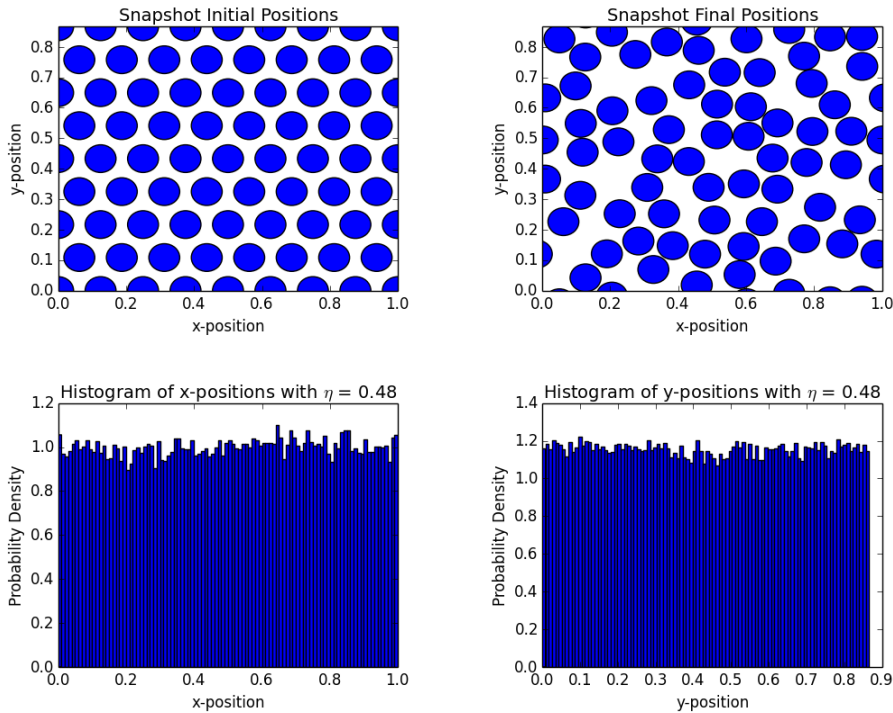 Snapshot Initial Positions
0.8
0.7
0.6
0.5
0.4
0.3
0.2
0.1
0.0
y-position
0.0 0.2 0.4 0.6 0.8 1.0
x-position
Snapshot Final Positions
0.8
0.7
0.6
0.5
0.4
0.3
0.2
0.1
0.0
y-position
0.0 0.2 0.4 0.6 0.8 1.0
x-position
Histogram of x-positions with η = 0.48
1.2
1.0
0.8
0.6
0.4
0.2
0.0
Probability Density
0.0 0.2 0.4 0.6 0.8 1.0
x-position
Histogram of y-positions with η = 0.48
1.4
1.2
1.0
0.8
0.6
0.4
0.2
0.0
Probability Density
0.0 0.1 0.2 0.3 0.4 0.5 0.6 0.7 0.8 0.9
y-position